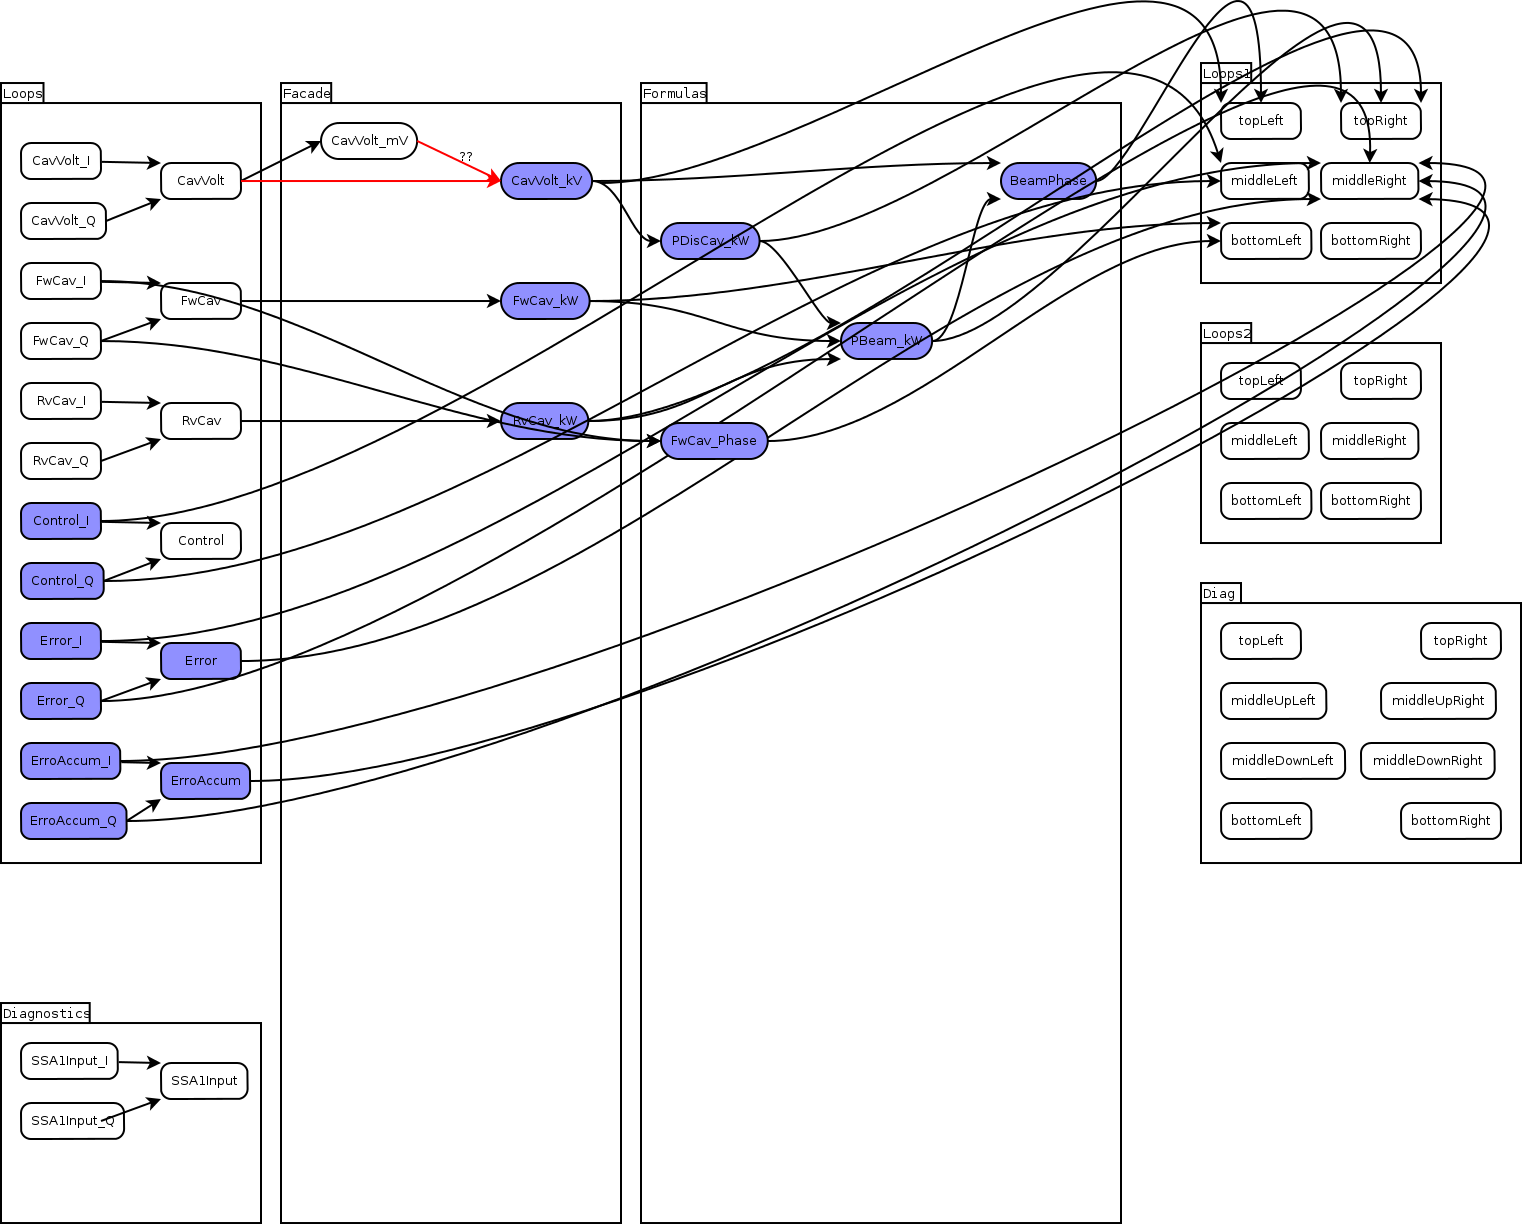 Loops
CavVolt_I
CavVolt_Q
CavVolt
FwCav_I
FwCav_Q
FwCav
RvCav_I
RvCav_Q
RvCav
Control_I
Control_Q
Control
Error_I
Error_Q
Error
ErroAccum_I
ErroAccum_Q
ErroAccum
Diagnostics
SSA1Input_I
SSA1Input_Q
SSA1Input
Facade
CavVolt_mV
??
CavVolt_kV
FwCav_kW
RvCav_kW
Formulas
BeamPhase
PDisCav_kW
PBeam_kW
FwCav_Phase
Loops1
topLeft
topRight
middleLeft
middleRight
bottomLeft
bottomRight
Loops2
topLeft
topRight
middleLeft
middleRight
bottomLeft
bottomRight
Diag
topLeft
topRight
middleUpLeft
middleUpRight
middleDownLeft
middleDownRight
bottomLeft
bottomRight